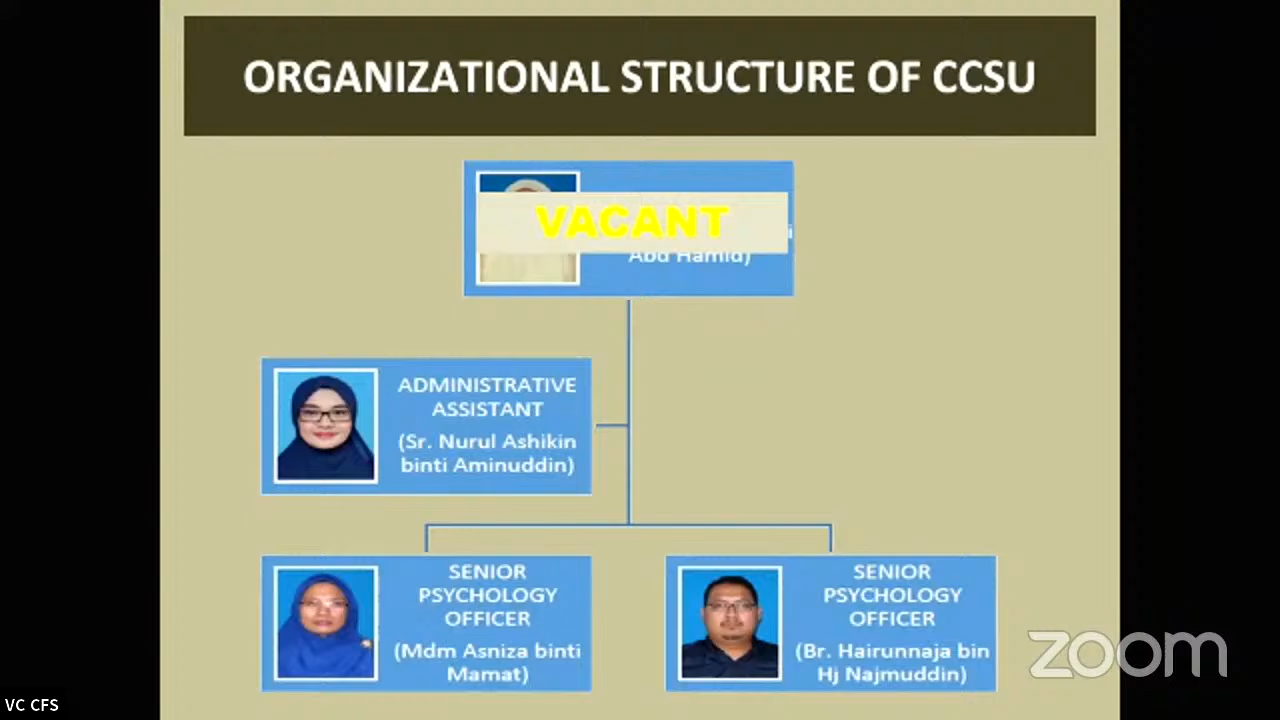 ORGANIZATIONAL STRUCTURE OF CCSU
VACANT
Abd Hamid)
ADMINISTRATIVE
ASSISTANT
(Sr. Nurul Ashikin
binti Aminuddin)
SENIOR
PSYCHOLOGY
OFFICER
(Mdm Asniza binti
Mamat)
SENIOR
PSYCHOLOGY
OFFICER
(Br. Hairunnaja bin
Hj Najmuddin)
zoom
VC CFS